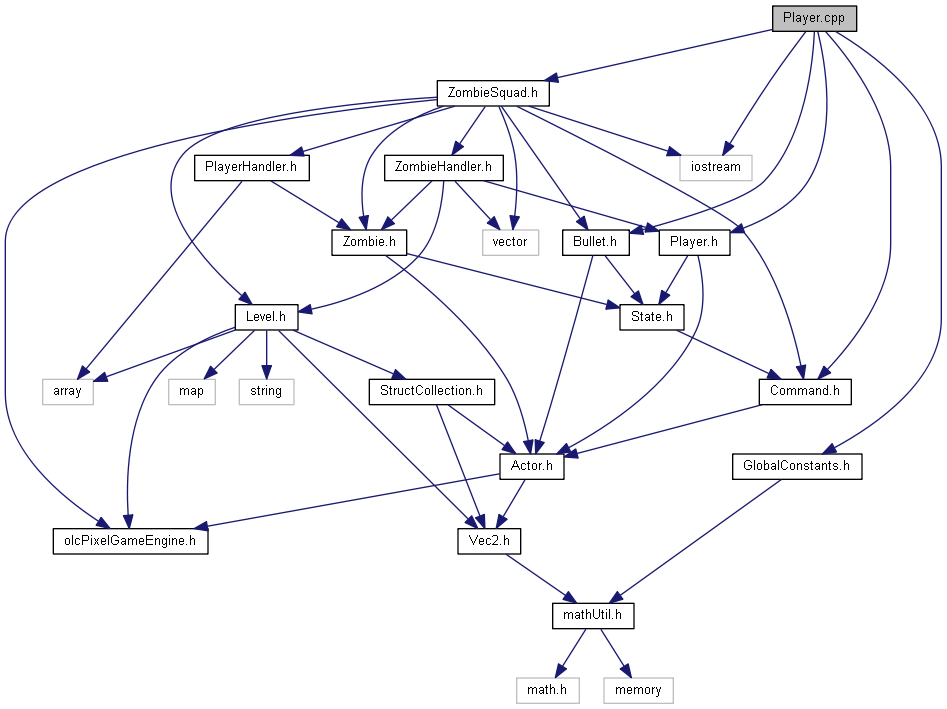 Player.cpp
ZombieSquad.h
PlayerHandler.h
ZombieHandler.h
iostream
Zombie.h
vector
Bullet.h
Player.h
Level.h
State.h
array
map
string
StructCollection.h
Command.h
Actor.h
GlobalConstants.h
olcPixelGameEngine.h
Vec2.h
mathUtil.h
math.h
memory